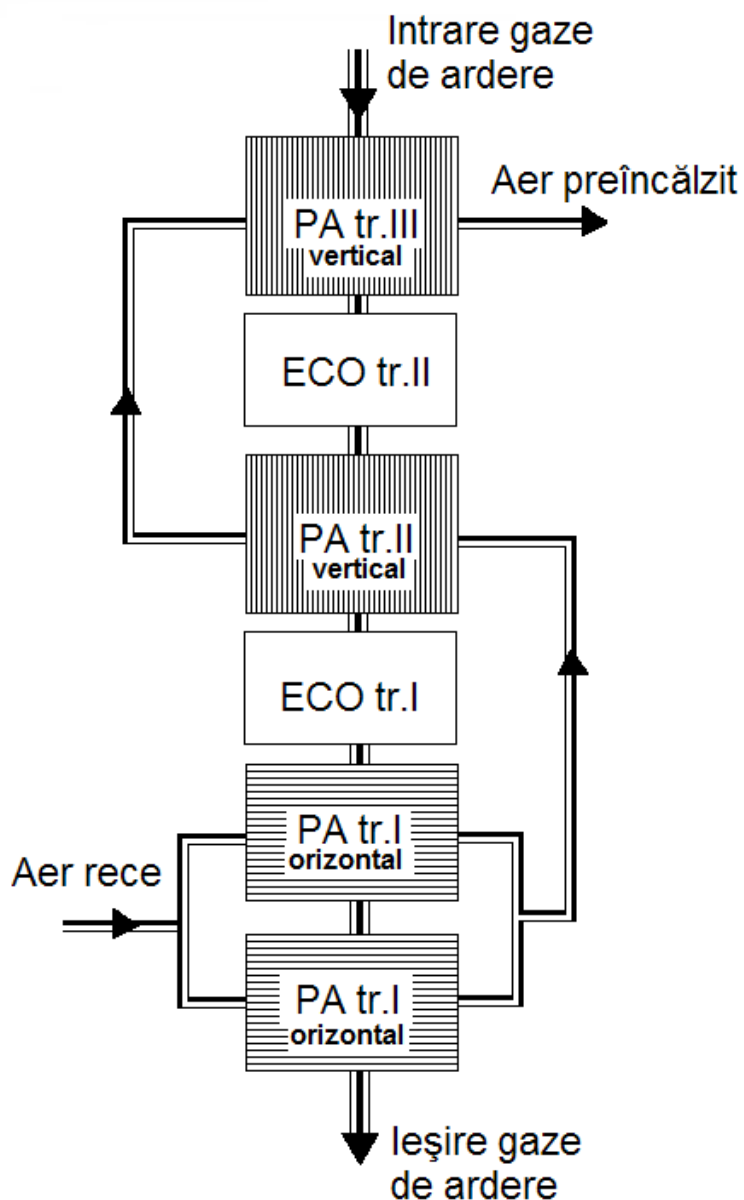 Intrare gaze
de ardere
Aer preîncălzit
PA tr.III
vertical
ECO tr.II
PA tr.II
vertical
ECO tr.I
PA tr.I
orizontal
Aer rece
PA tr.I
orizontal
Ieşire gaze
de ardere